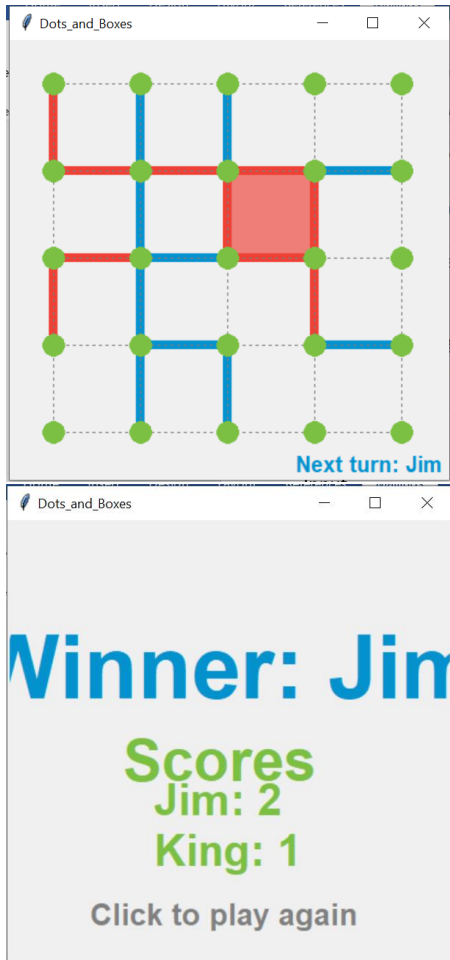 Dots_and_Boxes
Next turn: Jim
Dots_and_Boxes
Winner: Jim
Scores
Jim: 2
King: 1
Click to play again